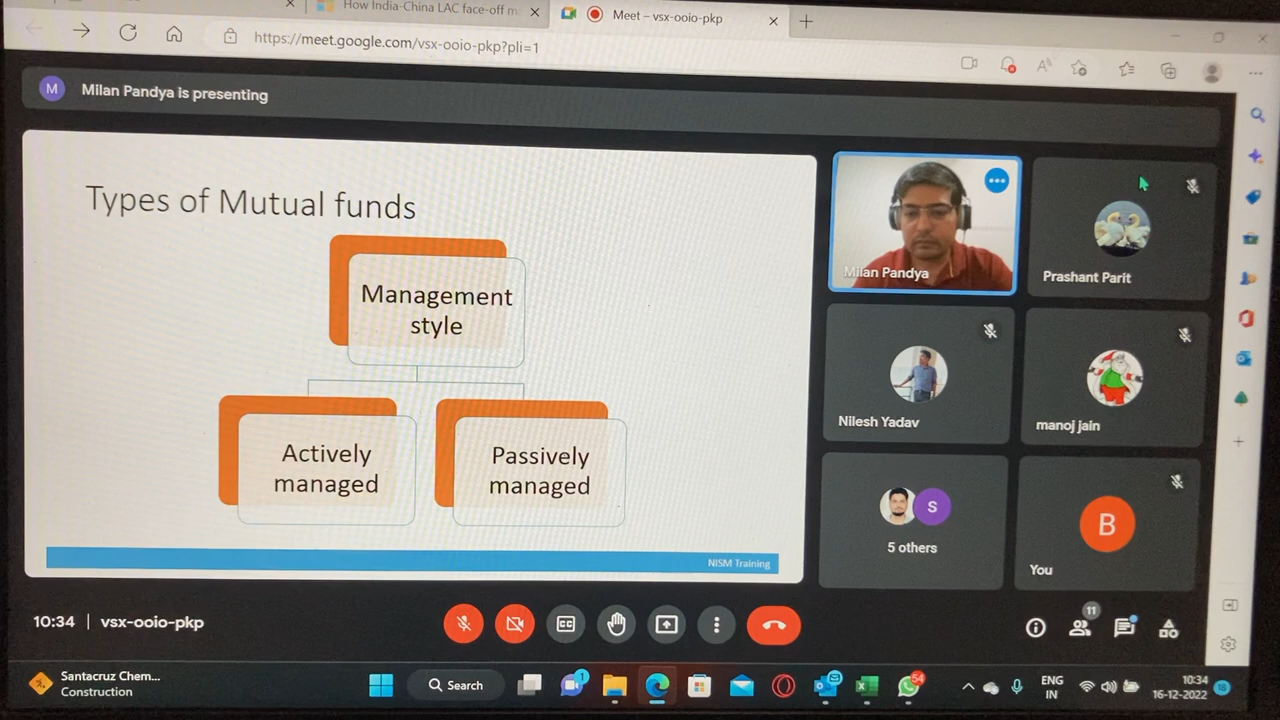 How India-China LAC face-off m
Meet – vsx-ooio-pkp
https://meet.google.com/vsx-ooio-pkp?pli=1
M
Milan Pandya is presenting
Types of Mutual funds
Management
style
Actively
managed
Passively
managed
NISM Training
Milan Pandya
Prashant Parit
Nilesh Yadav
manoj jain
S
5 others
B
You
10:34 | vsx-ooio-pkp
CC
11
Santacruz Chem...
Construction
Search
1
54
ENG
IN
10:34
16-12-2022
18